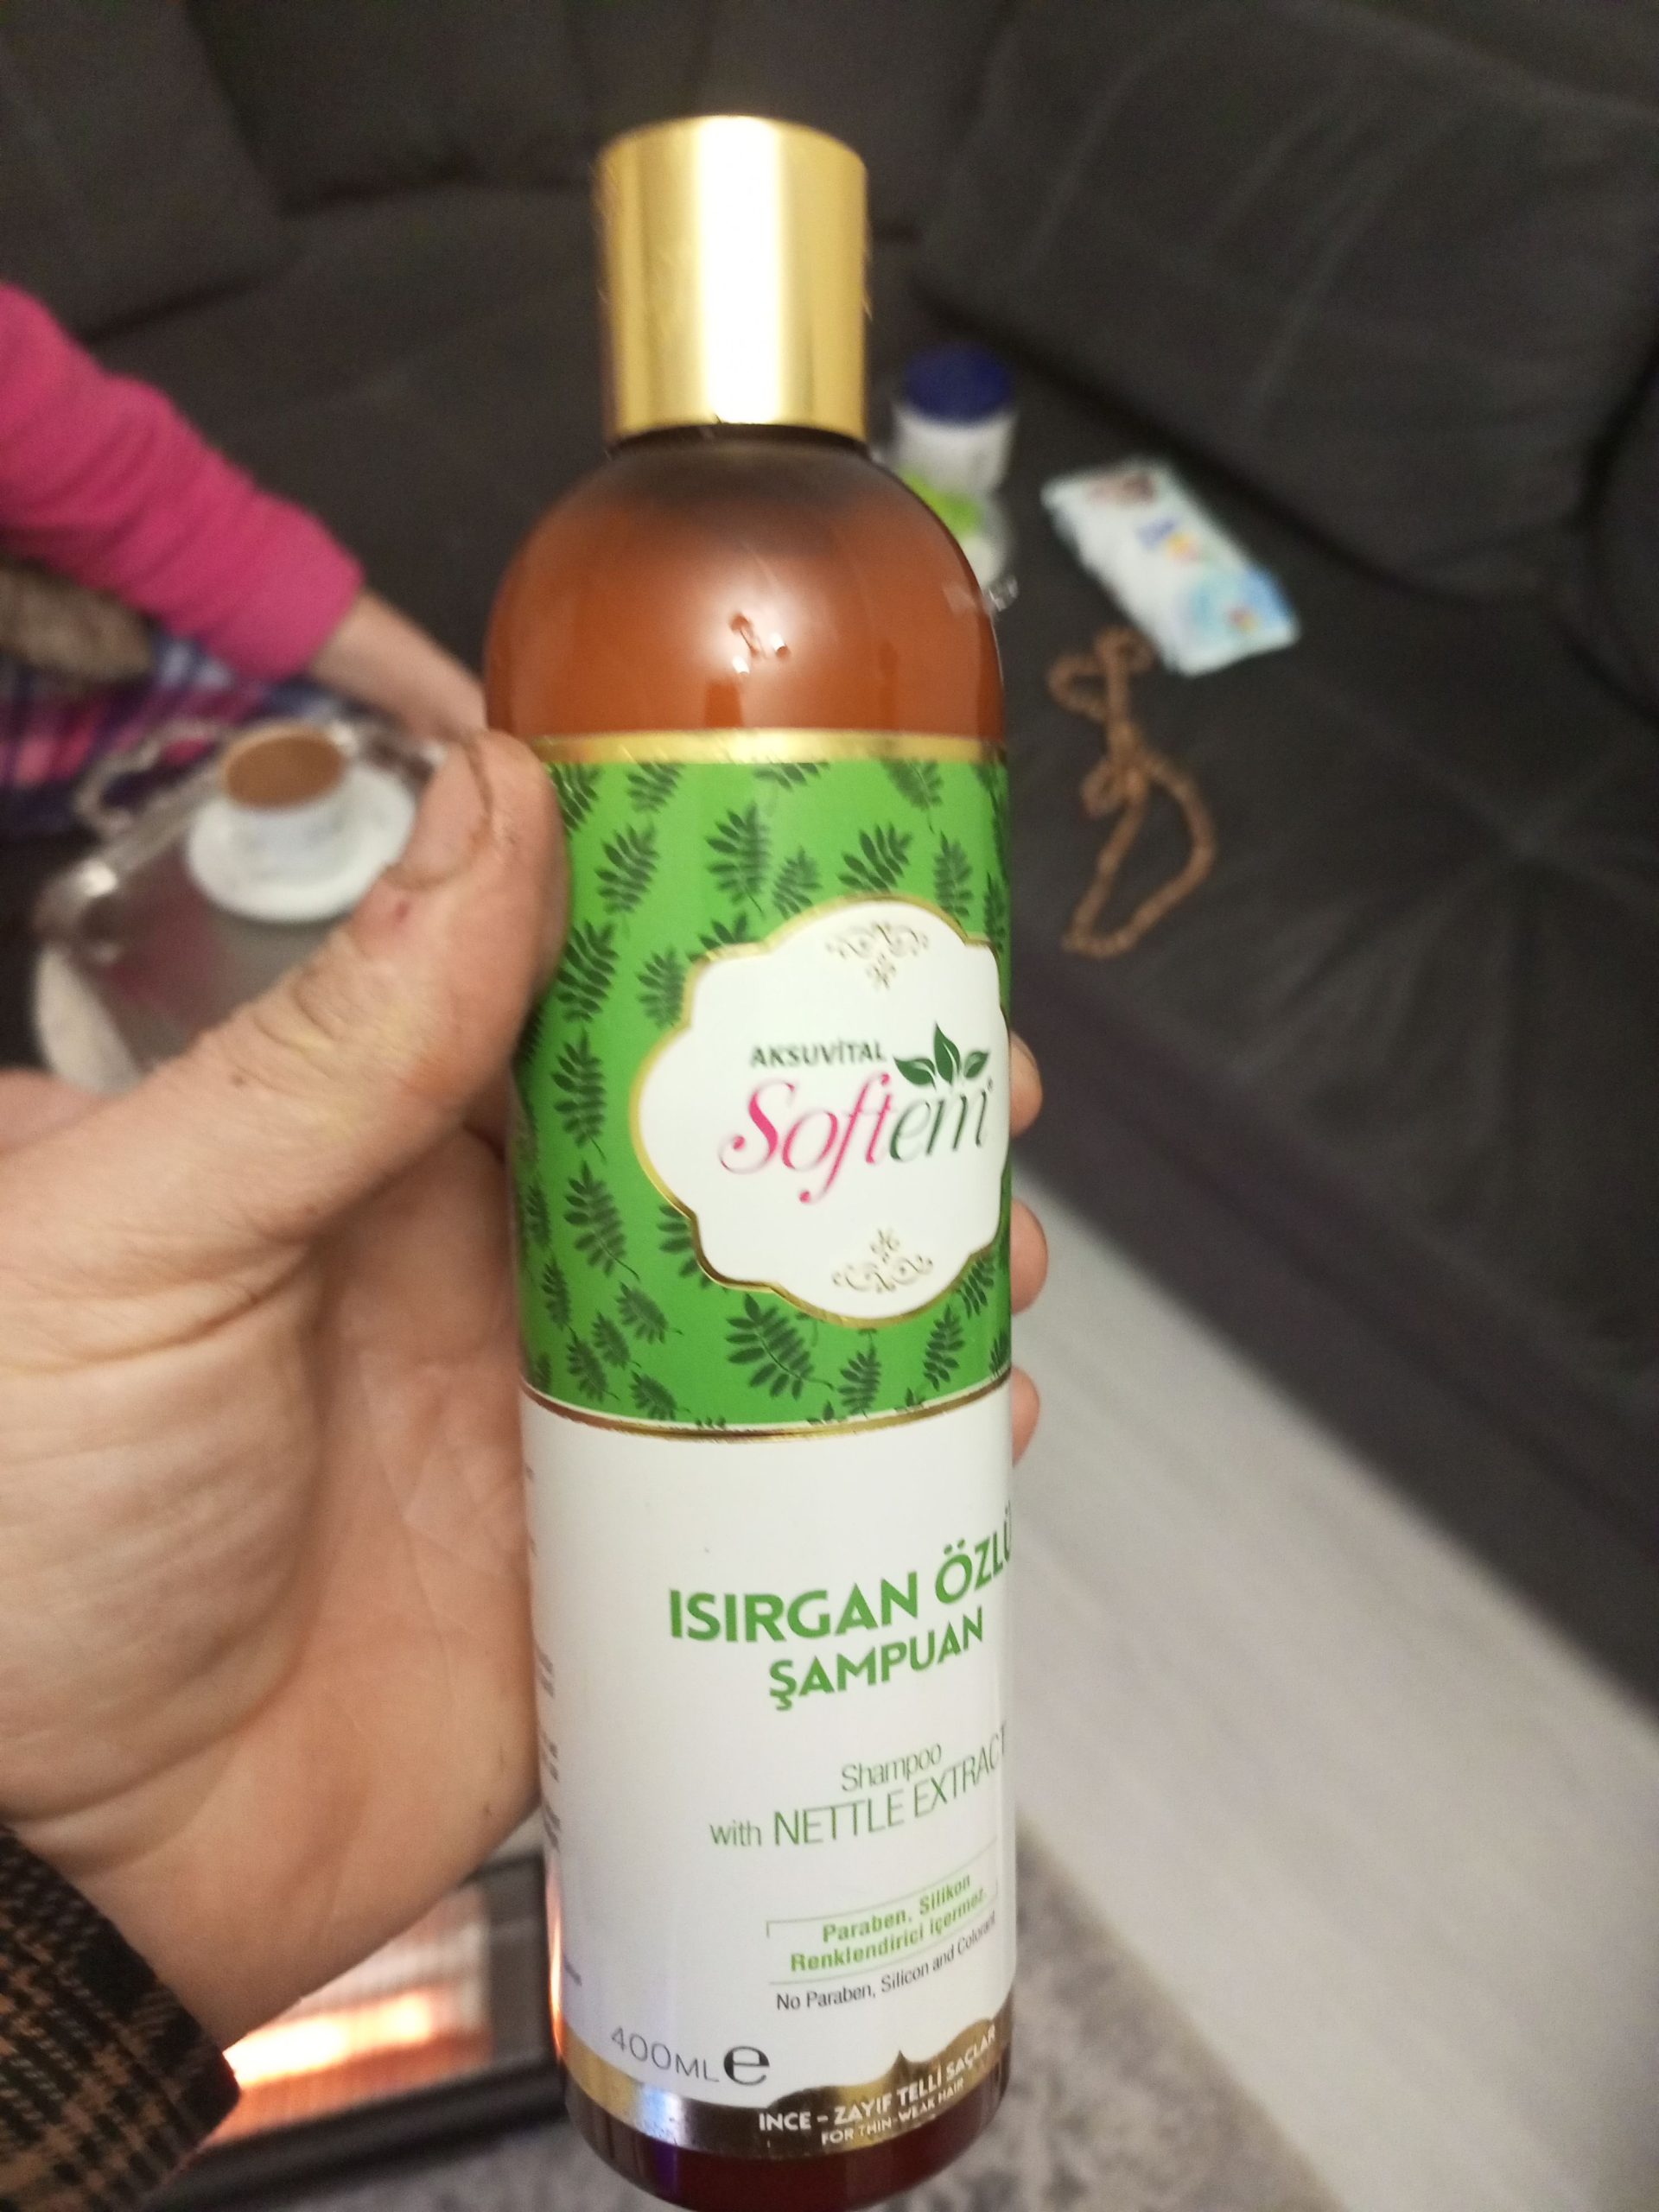 AKSUVİTAL
Softem®
ISIRGAN ÖZLÜ
ŞAMPUAN
Shampoo
with NETTLE EXTRACT
Paraben, Silikon
Renklendirici içermez.
No Paraben, Silicon and Colorant
400ML e
İNCE - ZAYIF TELLİ SAÇLAR
FOR THIN-WEAK HAIR